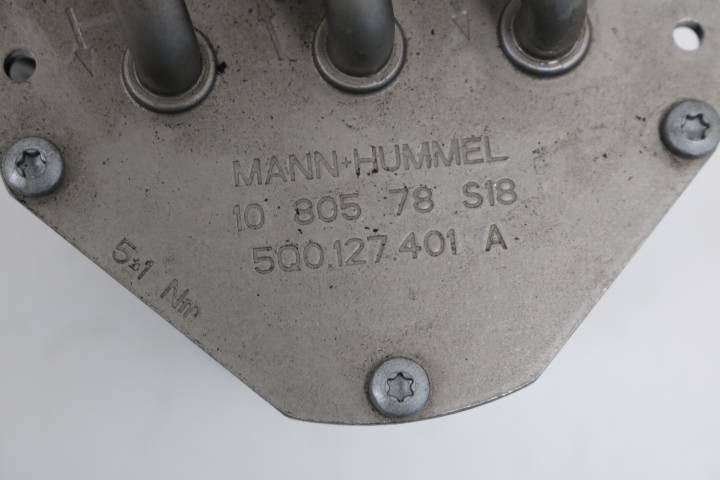 MANN+HUMMEL
10 805 78 S18
5Q0.127.401 A
5±1 Nm